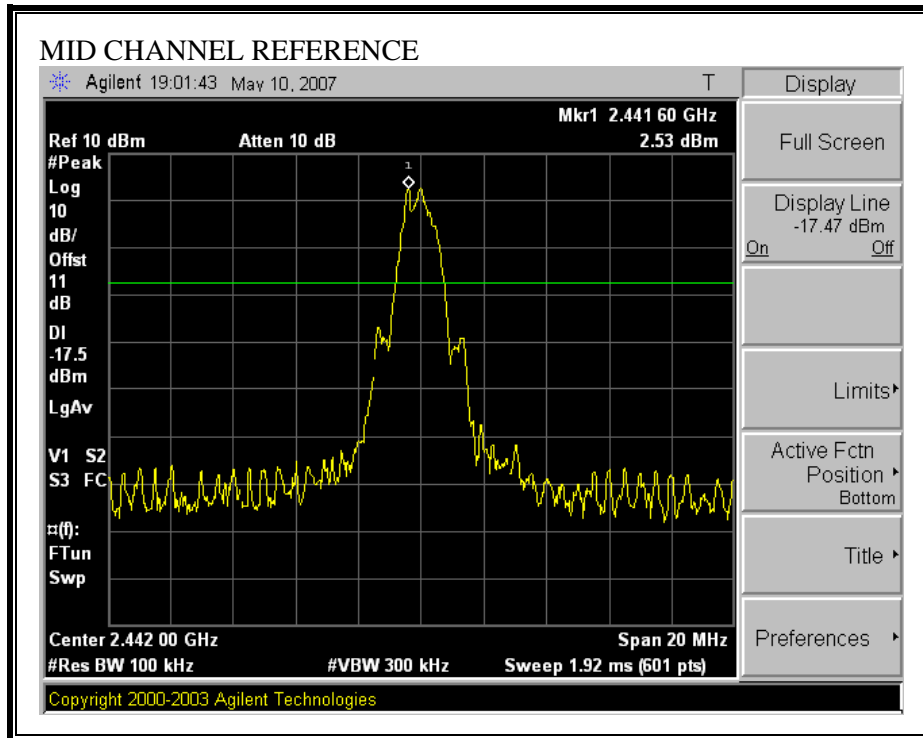 MID CHANNEL REFERENCE
Agilent 19:01:43 May 10, 2007 T
Display
Mkr1 2.441 60 GHz
Ref 10 dBm Atten 10 dB 2.53 dBm
#Peak
Log
10
dB/
Offst
11
dB
DI
-17.5
dBm
LgAv
V1 S2
S3 FC
¤(f):
FTun
Swp
1
Center 2.442 00 GHz Span 20 MHz
#Res BW 100 kHz #VBW 300 kHz Sweep 1.92 ms (601 pts)
Full Screen
Display Line
-17.47 dBm
On Off
Limits
Active Fctn
Position
Bottom
Title
Preferences
Copyright 2000-2003 Agilent Technologies